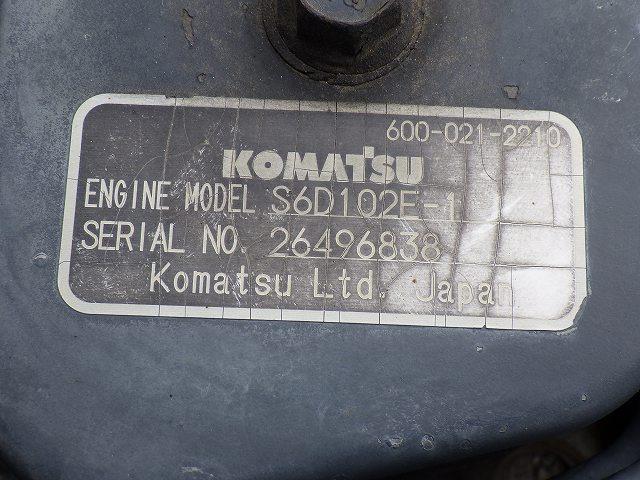 600-021-2210
KOMATSU
ENGINE MODEL S6D102E-1
SERIAL NO. 26496838
Komatsu Ltd. Japan